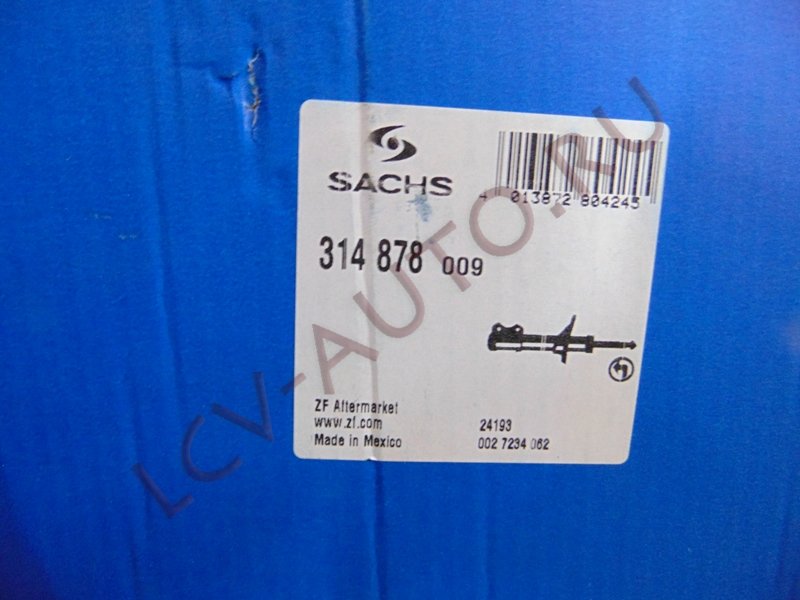 SACHS
4 013872 804245
314 878 009
ZF Aftermarket
www.zf.com
Made in Mexico
24193
002 7234 062
LCV-AUTO.RU